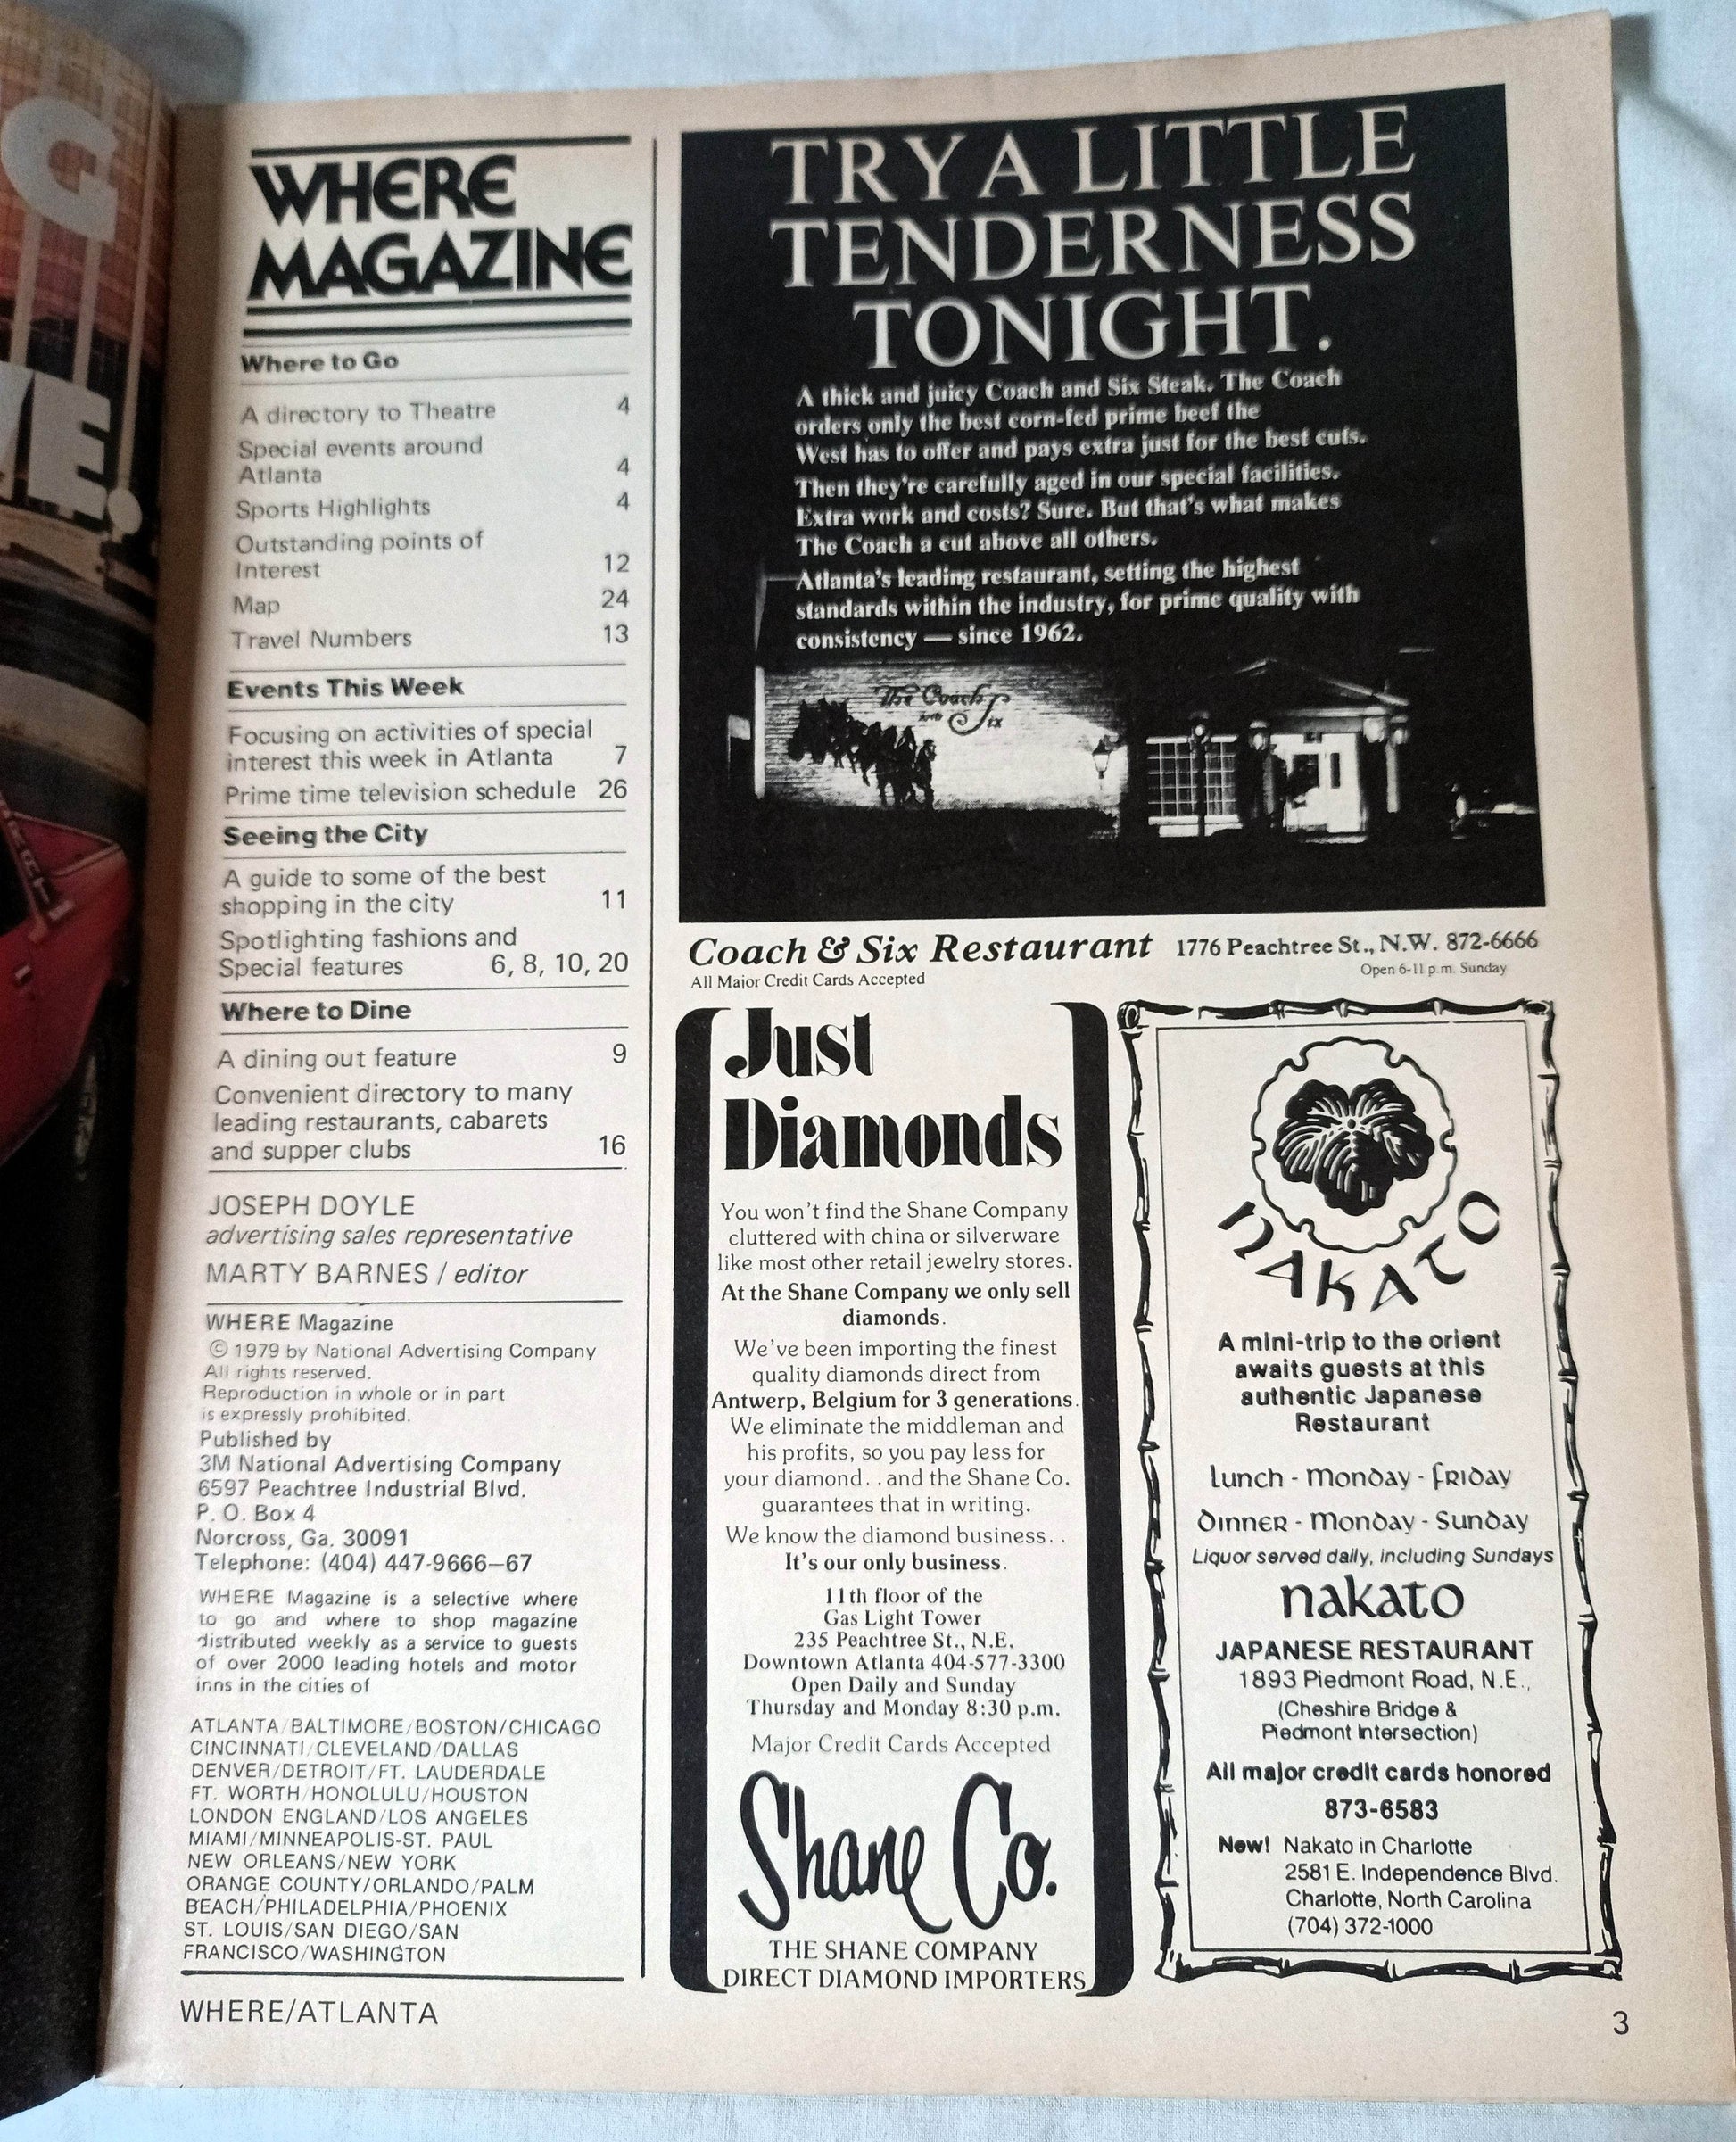 G
E.
WHERE
MAGAZINE
Where to Go
A directory to Theatre 4
Special events around
Atlanta 4
Sports Highlights 4
Outstanding points of
Interest 12
Map 24
Travel Numbers 13
Events This Week
Focusing on activities of special
interest this week in Atlanta 7
Prime time television schedule 26
Seeing the City
A guide to some of the best
shopping in the city 11
Spotlighting fashions and
Special features 6, 8, 10, 20
Where to Dine
A dining out feature 9
Convenient directory to many
leading restaurants, cabarets
and supper clubs 16
JOSEPH DOYLE
advertising sales representative
MARTY BARNES / editor
WHERE Magazine
© 1979 by National Advertising Company
All rights reserved.
Reproduction in whole or in part
is expressly prohibited.
Published by
3M National Advertising Company
6597 Peachtree Industrial Blvd.
P. O. Box 4
Norcross, Ga. 30091
Telephone: (404) 447-9666–67
WHERE Magazine is a selective where
to go and where to shop magazine
distributed weekly as a service to guests
of over 2000 leading hotels and motor
inns in the cities of
ATLANTA/BALTIMORE/BOSTON/CHICAGO
CINCINNATI/CLEVELAND/DALLAS
DENVER/DETROIT/FT. LAUDERDALE
FT. WORTH/HONOLULU/HOUSTON
LONDON ENGLAND/LOS ANGELES
MIAMI/MINNEAPOLIS-ST. PAUL
NEW ORLEANS/NEW YORK
ORANGE COUNTY/ORLANDO/PALM
BEACH/PHILADELPHIA/PHOENIX
ST. LOUIS/SAN DIEGO/SAN
FRANCISCO/WASHINGTON
WHERE/ATLANTA
TRY A LITTLE
TENDERNESS
TONIGHT.
A thick and juicy Coach and Six Steak. The Coach
orders only the best corn-fed prime beef the
West has to offer and pays extra just for the best cuts.
Then they're carefully aged in our special facilities.
Extra work and costs? Sure. But that's what makes
The Coach a cut above all others.
Atlanta's leading restaurant, setting the highest
standards within the industry, for prime quality with
consistency — since 1962.
The Coach
AND Six
Coach & Six Restaurant 1776 Peachtree St., N.W. 872-6666
All Major Credit Cards Accepted Open 6-11 p.m. Sunday
Just
Diamonds
You won't find the Shane Company
cluttered with china or silverware
like most other retail jewelry stores.
At the Shane Company we only sell
diamonds.
We've been importing the finest
quality diamonds direct from
Antwerp, Belgium for 3 generations.
We eliminate the middleman and
his profits, so you pay less for
your diamond. . and the Shane Co.
guarantees that in writing.
We know the diamond business. .
It's our only business.
11th floor of the
Gas Light Tower
235 Peachtree St., N.E.
Downtown Atlanta 404-577-3300
Open Daily and Sunday
Thursday and Monday 8:30 p.m.
Major Credit Cards Accepted
Shane Co.
THE SHANE COMPANY
DIRECT DIAMOND IMPORTERS
NAKATO
A mini-trip to the orient
awaits guests at this
authentic Japanese
Restaurant
Lunch - Monday - Friday
Dinner - Monday - Sunday
Liquor served daily, including Sundays
nakato
JAPANESE RESTAURANT
1893 Piedmont Road, N.E.,
(Cheshire Bridge &
Piedmont Intersection)
All major credit cards honored
873-6583
New! Nakato in Charlotte
2581 E. Independence Blvd.
Charlotte, North Carolina
(704) 372-1000
3